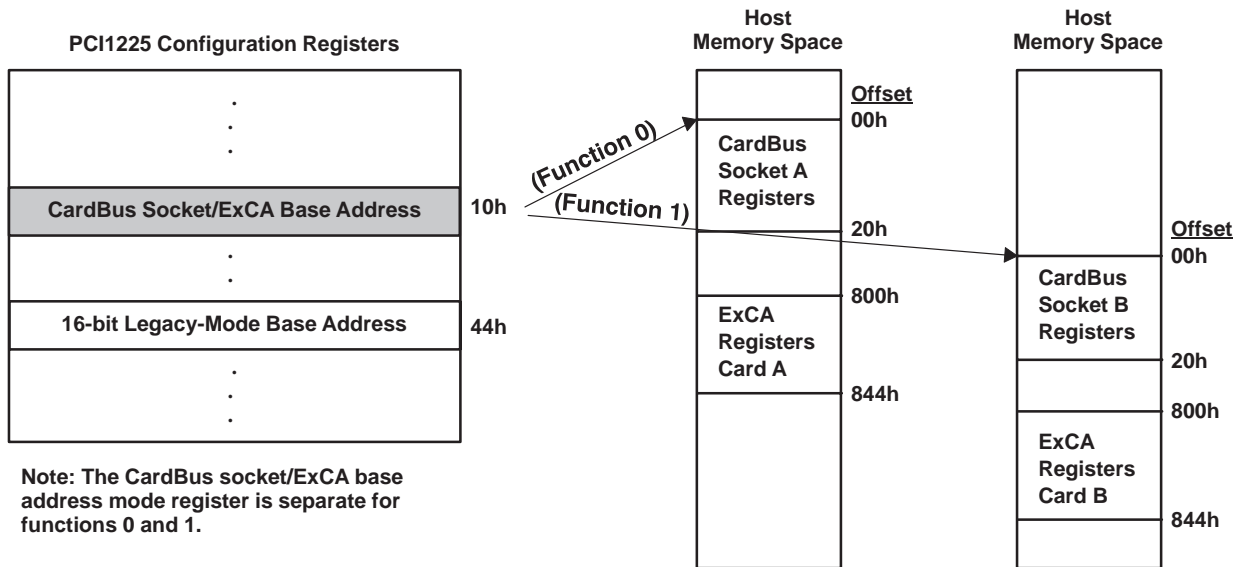 PCI1225 Configuration Registers
.
.
.
CardBus Socket/ExCA Base Address
10h
.
.
16-bit Legacy-Mode Base Address
44h
.
.
.
Note: The CardBus socket/ExCA base
address mode register is separate for
functions 0 and 1.
(Function 0)
(Function 1)
Host
Memory Space
Offset
00h
CardBus
Socket A
Registers
20h
800h
ExCA
Registers
Card A
844h
Host
Memory Space
Offset
00h
CardBus
Socket B
Registers
20h
800h
ExCA
Registers
Card B
844h